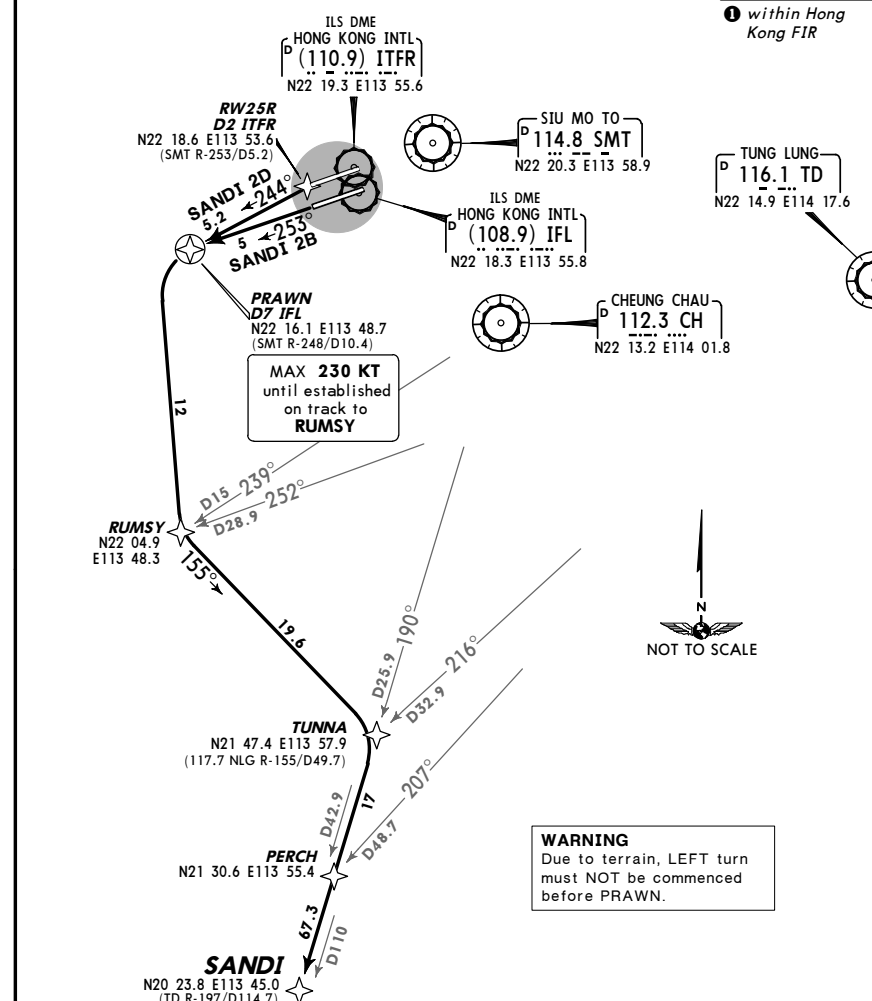 ❶ within Hong
Kong FIR
ILS DME
HONG KONG INTL
D (110.9) ITFR
N22 19.3 E113 55.6
RW25R
D2 ITFR
N22 18.6 E113 53.6
(SMT R-253/D5.2)
SIU MO TO
D 114.8 SMT
N22 20.3 E113 58.9
TUNG LUNG
D 116.1 TD
N22 14.9 E114 17.6
ILS DME
HONG KONG INTL
D (108.9) IFL
N22 18.3 E113 55.8
SANDI 2D
5.2 244°
5 253°
SANDI 2B
PRAWN
D7 IFL
N22 16.1 E113 48.7
(SMT R-248/D10.4)
CHEUNG CHAU
D 112.3 CH
N22 13.2 E114 01.8
MAX 230 KT
until established
on track to
RUMSY
12
D15 239°
D28.9 252°
RUMSY
N22 04.9
E113 48.3
155°
19.6
D25.9 190°
D32.9 216°
N
NOT TO SCALE
TUNNA
N21 47.4 E113 57.9
(117.7 NLG R-155/D49.7)
17
D42.9
D48.7 207°
PERCH
N21 30.6 E113 55.4
WARNING
Due to terrain, LEFT turn
must NOT be commenced
before PRAWN.
67.3
D110
SANDI
N20 23.8 E113 45.0
(TD R-197/D114.7)